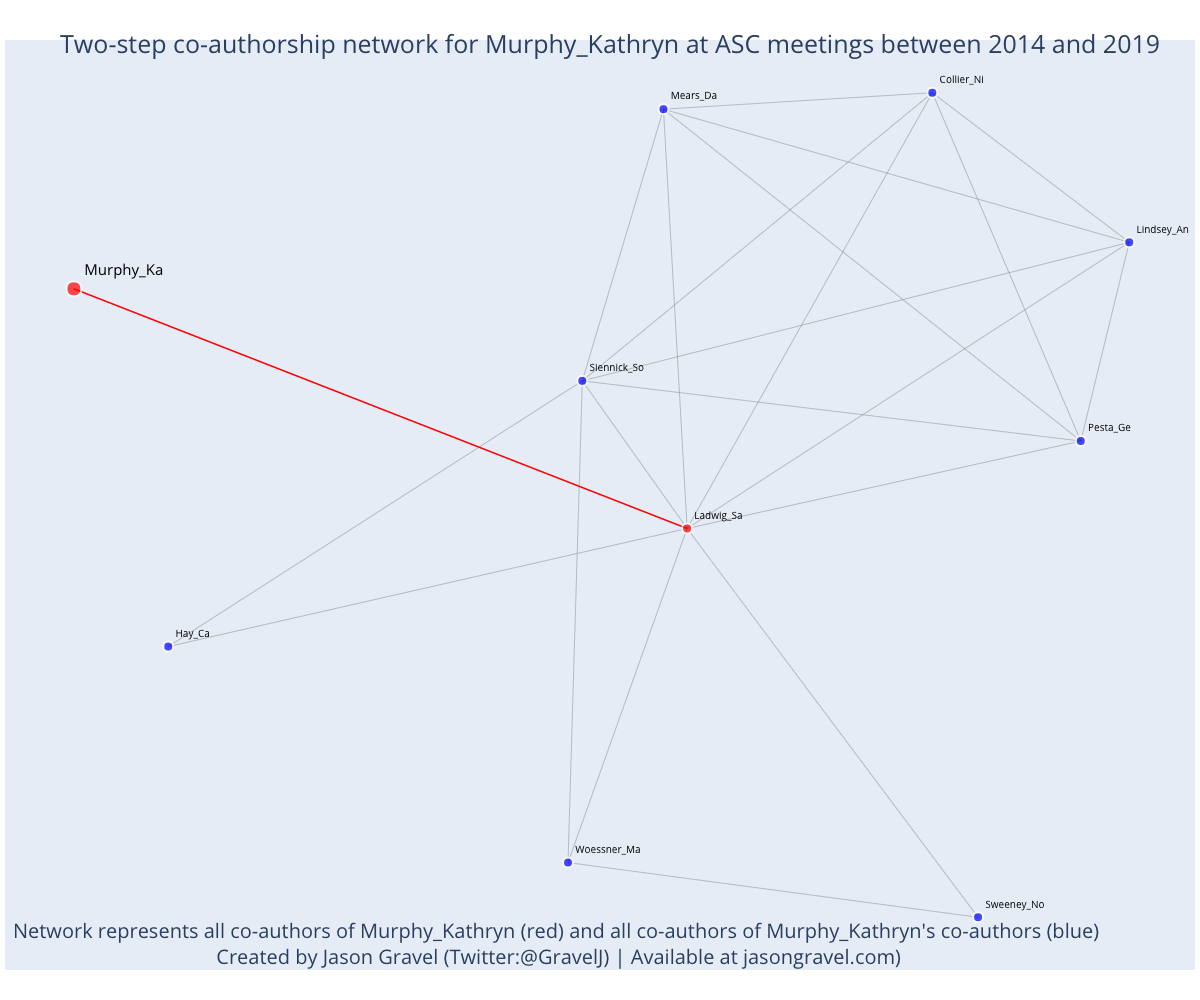 Two-step co-authorship network for Murphy_Kathryn at ASC meetings between 2014 and 2019
Collier_Ni
Mears_Da
Lindsey_An
Murphy_Ka
Siennick_So
Pesta_Ge
Ladwig_Sa
Hay_Ca
Woessner_Ma
Sweeney_No
Network represents all co-authors of Murphy_Kathryn (red) and all co-authors of Murphy_Kathryn's co-authors (blue)
Created by Jason Gravel (Twitter:@GravelJ) | Available at jasongravel.com)